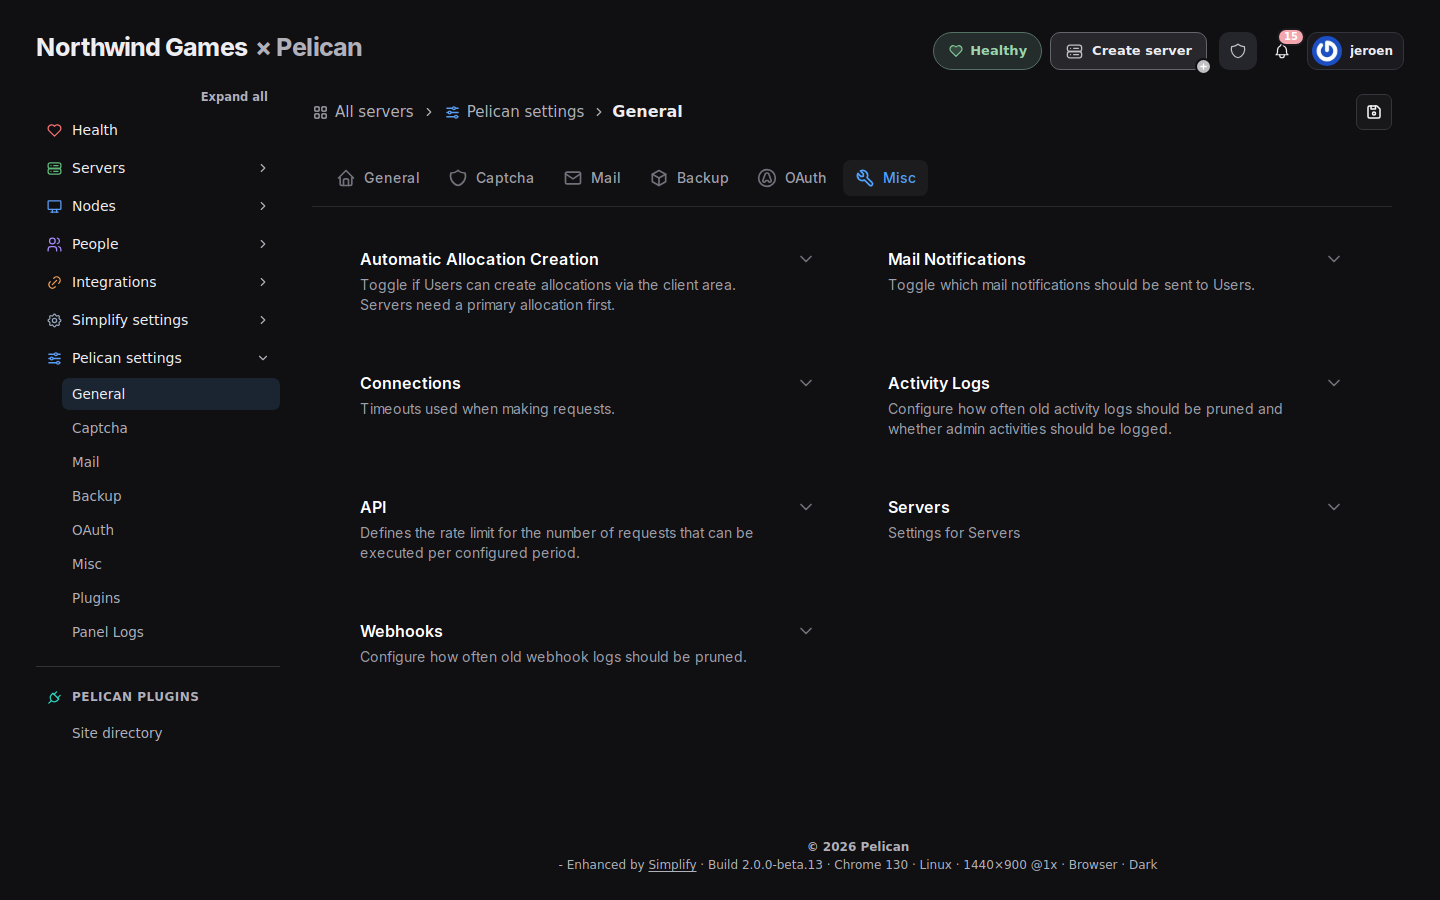 Northwind Games × Pelican
Healthy
Create server
15
jeroen
Expand all
Health
Servers
Nodes
People
Integrations
Simplify settings
Pelican settings
General
Captcha
Mail
Backup
OAuth
Misc
Plugins
Panel Logs
PELICAN PLUGINS
Site directory
All servers > Pelican settings > General
General
Captcha
Mail
Backup
OAuth
Misc
Automatic Allocation Creation
Toggle if Users can create allocations via the client area.
Servers need a primary allocation first.
Mail Notifications
Toggle which mail notifications should be sent to Users.
Connections
Timeouts used when making requests.
Activity Logs
Configure how often old activity logs should be pruned and
whether admin activities should be logged.
API
Defines the rate limit for the number of requests that can be
executed per configured period.
Servers
Settings for Servers
Webhooks
Configure how often old webhook logs should be pruned.
© 2026 Pelican
- Enhanced by Simplify · Build 2.0.0-beta.13 · Chrome 130 · Linux · 1440×900 @1x · Browser · Dark